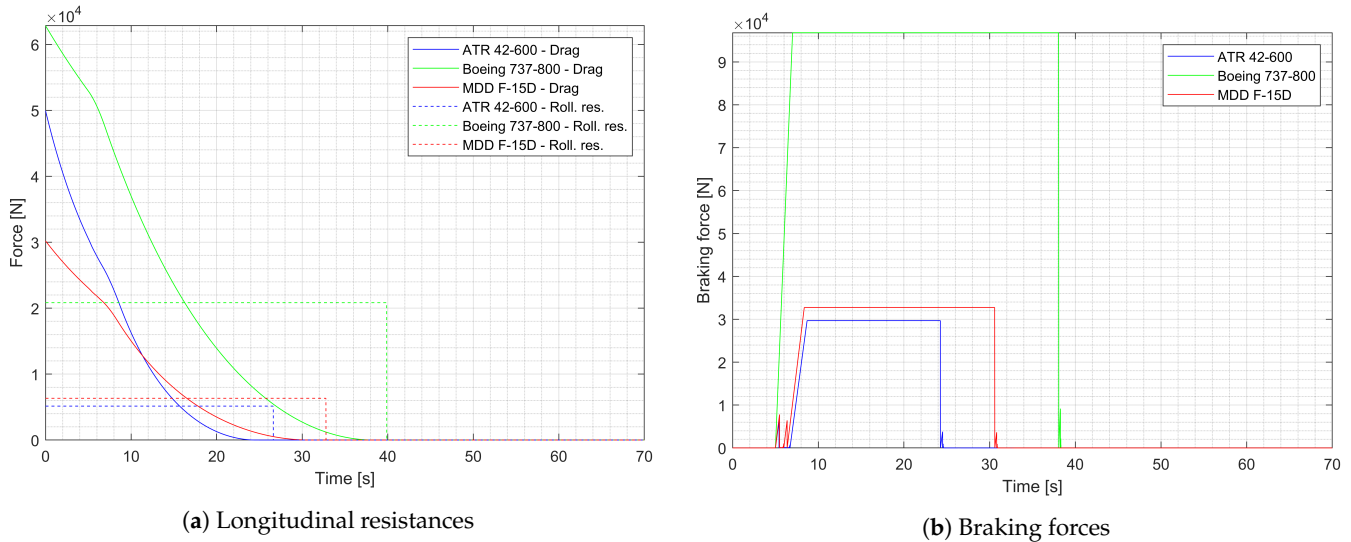 ×10⁴
6
5
4
3
2
1
0
Force [N]
0 10 20 30 40 50 60 70
Time [s]
ATR 42-600 - Drag
Boeing 737-800 - Drag
MDD F-15D - Drag
ATR 42-600 - Roll. res.
Boeing 737-800 - Roll. res.
MDD F-15D - Roll. res.
(a) Longitudinal resistances
×10⁴
9
8
7
6
5
4
3
2
1
0
Braking force [N]
0 10 20 30 40 50 60 70
Time [s]
ATR 42-600
Boeing 737-800
MDD F-15D
(b) Braking forces